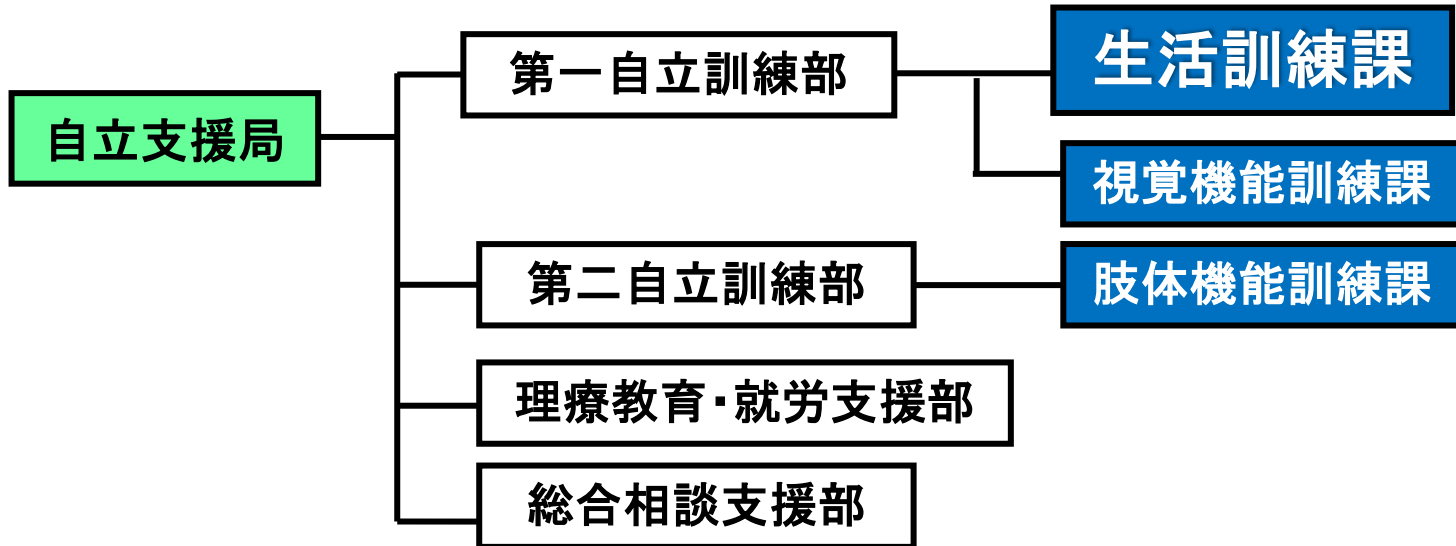 自立支援局
第一自立訓練部
生活訓練課
視覚機能訓練課
第二自立訓練部
肢体機能訓練課
理療教育・就労支援部
総合相談支援部